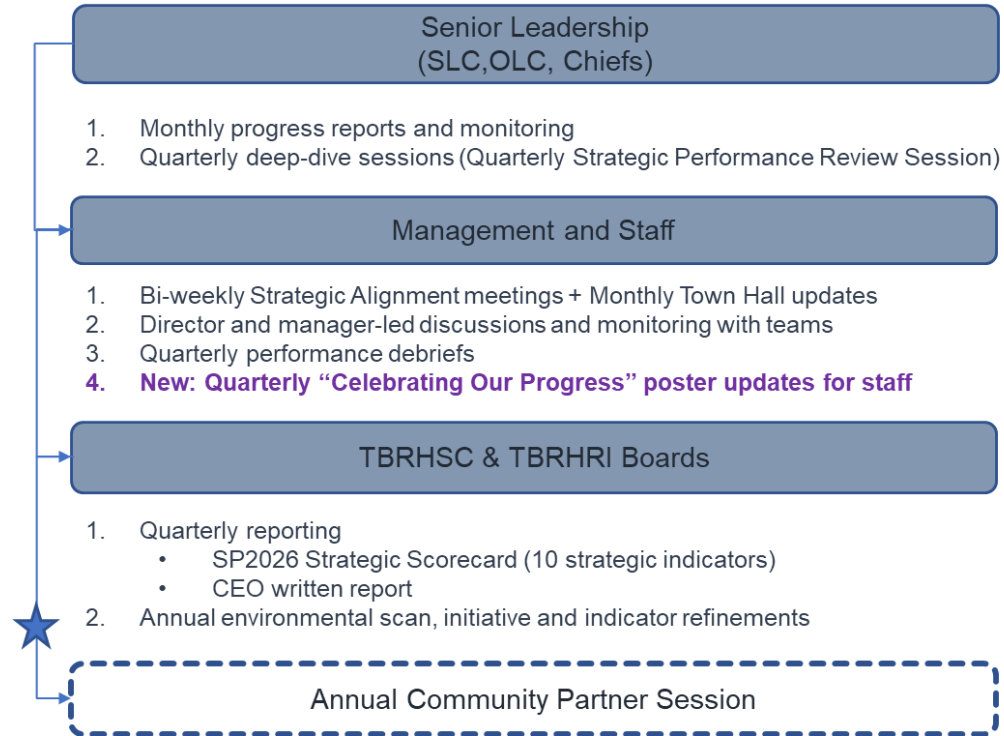 Senior Leadership
(SLC,OLC, Chiefs)
1. Monthly progress reports and monitoring
2. Quarterly deep-dive sessions (Quarterly Strategic Performance Review Session)
Management and Staff
1. Bi-weekly Strategic Alignment meetings + Monthly Town Hall updates
2. Director and manager-led discussions and monitoring with teams
3. Quarterly performance debriefs
4. New: Quarterly “Celebrating Our Progress” poster updates for staff
TBRHSC & TBRHRI Boards
1. Quarterly reporting
• SP2026 Strategic Scorecard (10 strategic indicators)
• CEO written report
2. Annual environmental scan, initiative and indicator refinements
Annual Community Partner Session